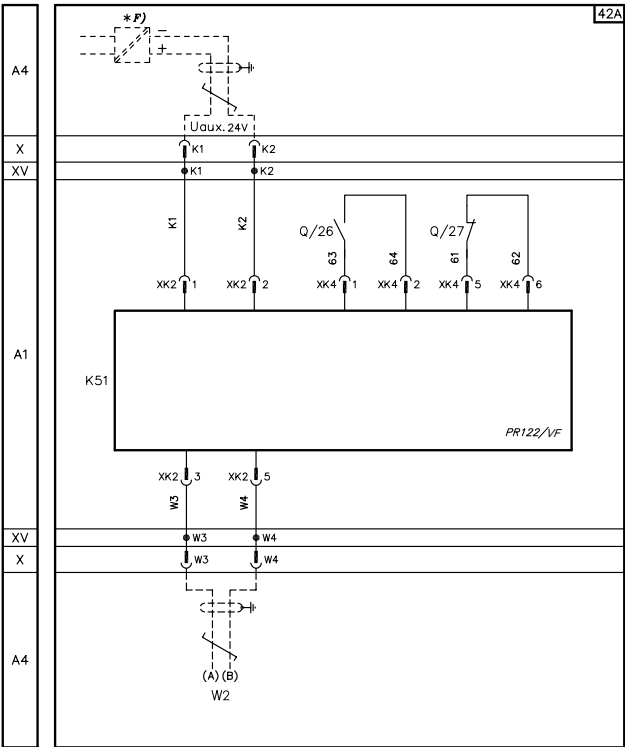 *F)
42A
−
+
A4
Uaux.24V
X
K1
K2
XV
K1
K2
K1
K2
Q/26
Q/27
63
64
61
62
XK2 1
XK2 2
XK4 1
XK4 2
XK4 5
XK4 6
A1
K51
PR122/VF
XK2 3
XK2 5
W3
W4
XV
W3
W4
X
W3
W4
A4
(A) (B)
W2